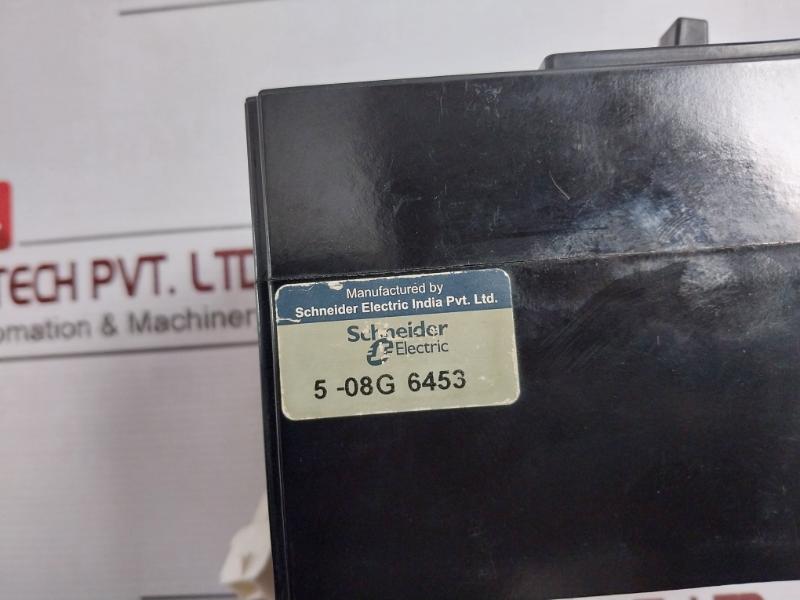 TECH PVT. LTD
omation & Machiner
Manufactured by
Schneider Electric India Pvt. Ltd.
Schneider
Electric
5 -08G 6453